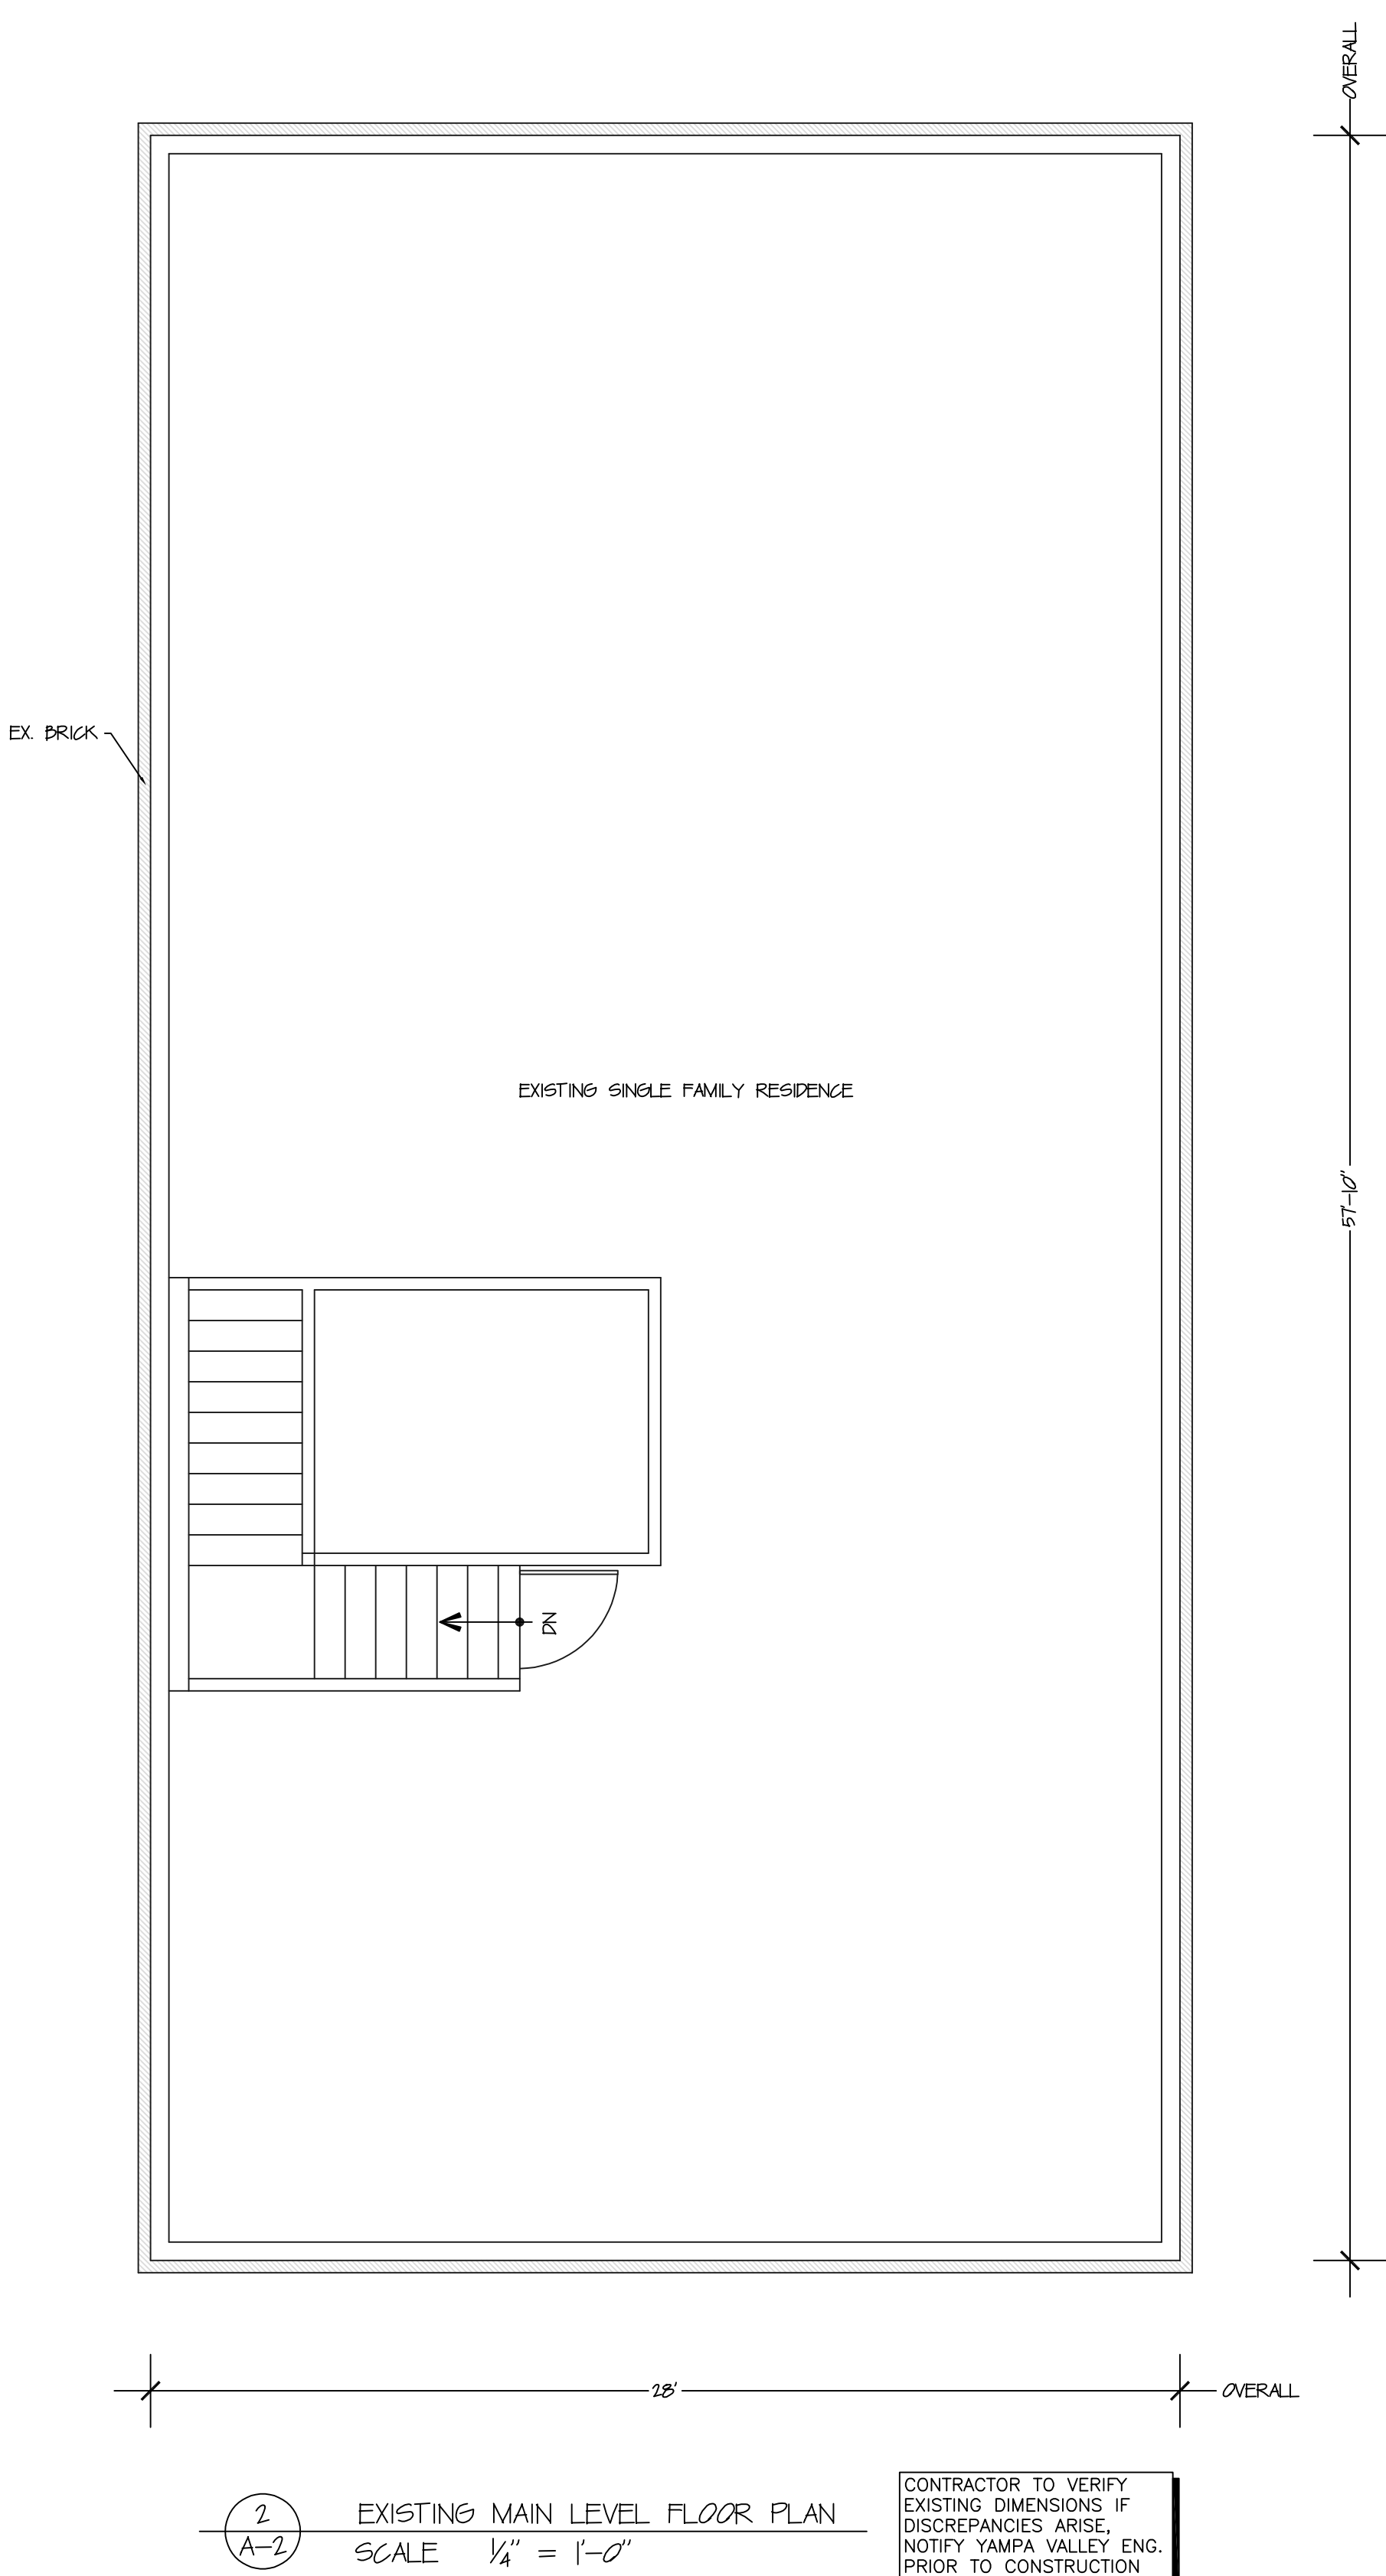 OVERALL
EX. BRICK
EXISTING SINGLE FAMILY RESIDENCE
57'-10"
DN
28'
OVERALL
2
A-2
EXISTING MAIN LEVEL FLOOR PLAN
SCALE 1/4" = 1'-0"
CONTRACTOR TO VERIFY
EXISTING DIMENSIONS IF
DISCREPANCIES ARISE,
NOTIFY YAMPA VALLEY ENG.
PRIOR TO CONSTRUCTION